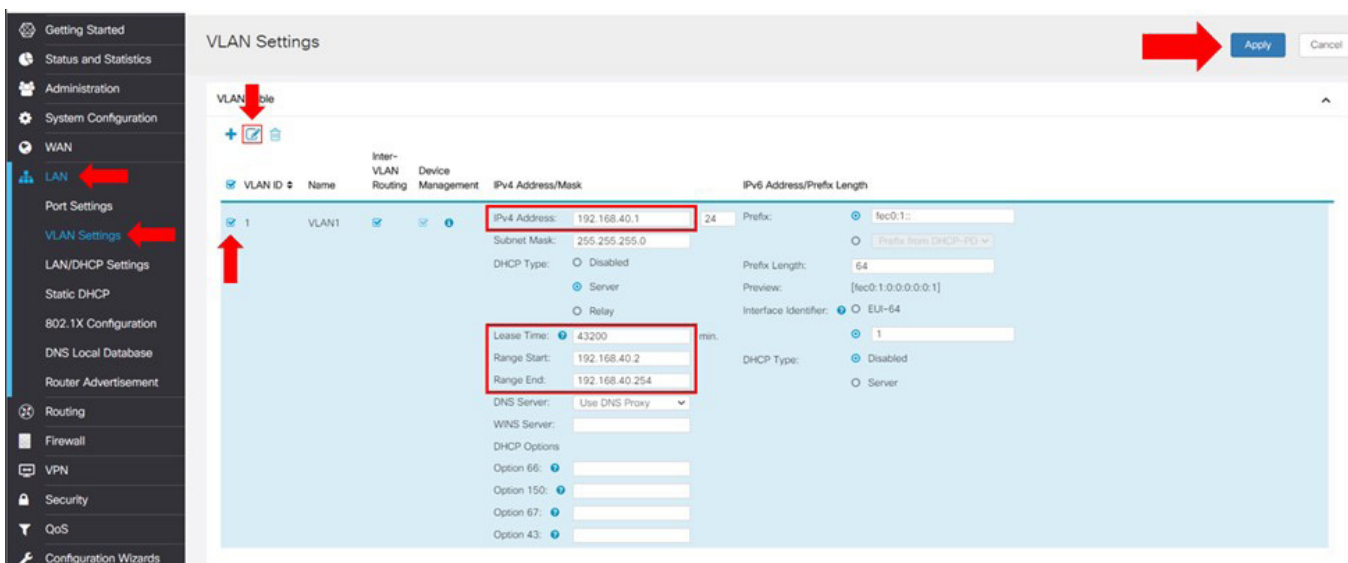 Getting Started
Status and Statistics
Administration
System Configuration
WAN
LAN
Port Settings
VLAN Settings
LAN/DHCP Settings
Static DHCP
802.1X Configuration
DNS Local Database
Router Advertisement
Routing
Firewall
VPN
Security
QoS
Configuration Wizards
VLAN Settings
Apply Cancel
VLAN ble
VLAN ID Name Inter-VLAN Routing Device Management IPv4 Address/Mask IPv6 Address/Prefix Length
1 VLAN1
IPv4 Address: 192.168.40.1 24
Subnet Mask: 255.255.255.0
DHCP Type: Disabled
Server
Relay
Lease Time: 43200 min.
Range Start: 192.168.40.2
Range End: 192.168.40.254
DNS Server: Use DNS Proxy
WINS Server:
DHCP Options
Option 66:
Option 150:
Option 67:
Option 43:
Prefix: fec0:1::
Prefix from DHCP-PD
Prefix Length: 64
Preview: [fec0:1:0:0:0:0:0:1]
Interface Identifier: EUI-64
1
DHCP Type: Disabled
Server